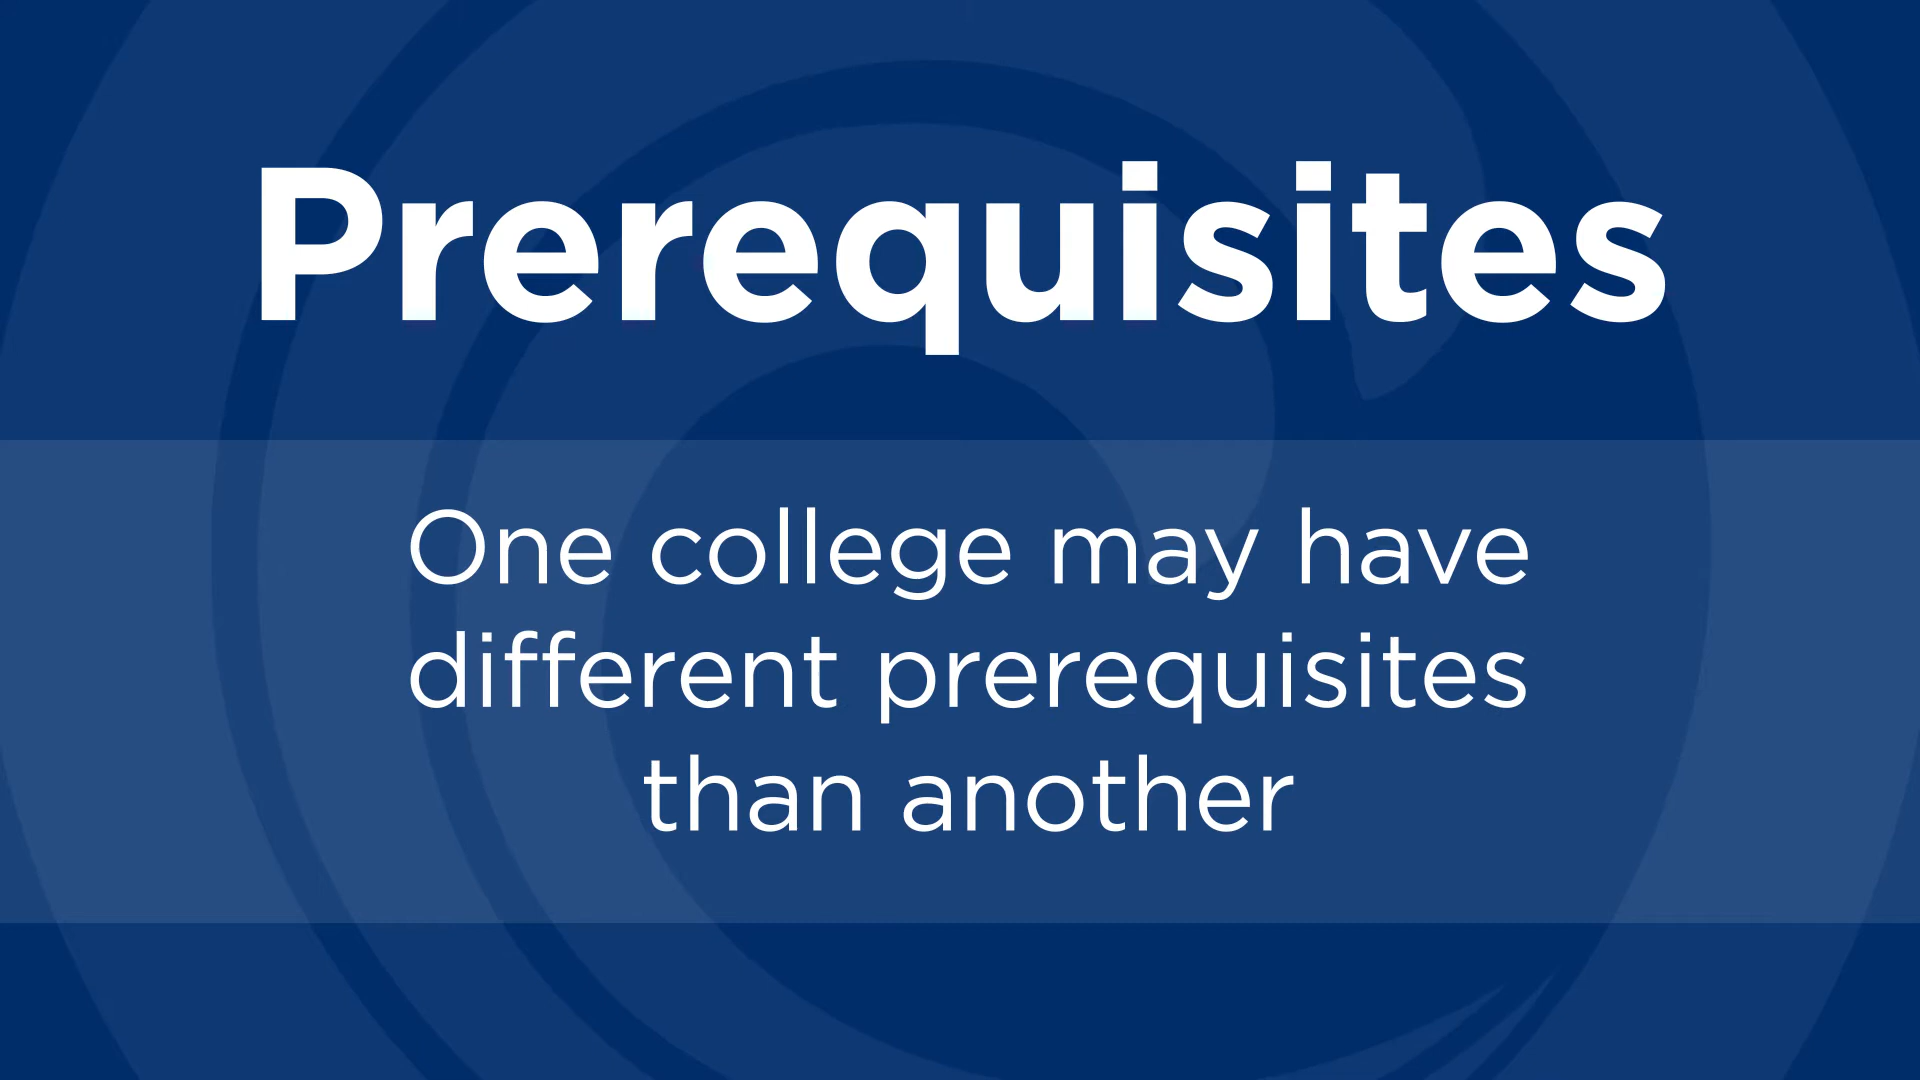 Prerequisites
One college may have
different prerequisites
than another